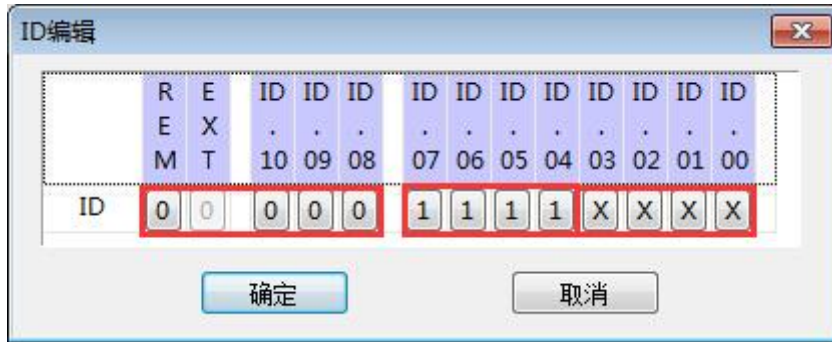 ID编辑
R E M E X T ID.10 ID.09 ID.08 ID.07 ID.06 ID.05 ID.04 ID.03 ID.02 ID.01 ID.00
ID 0 0 0 0 0 1 1 1 1 X X X X
确定 取消